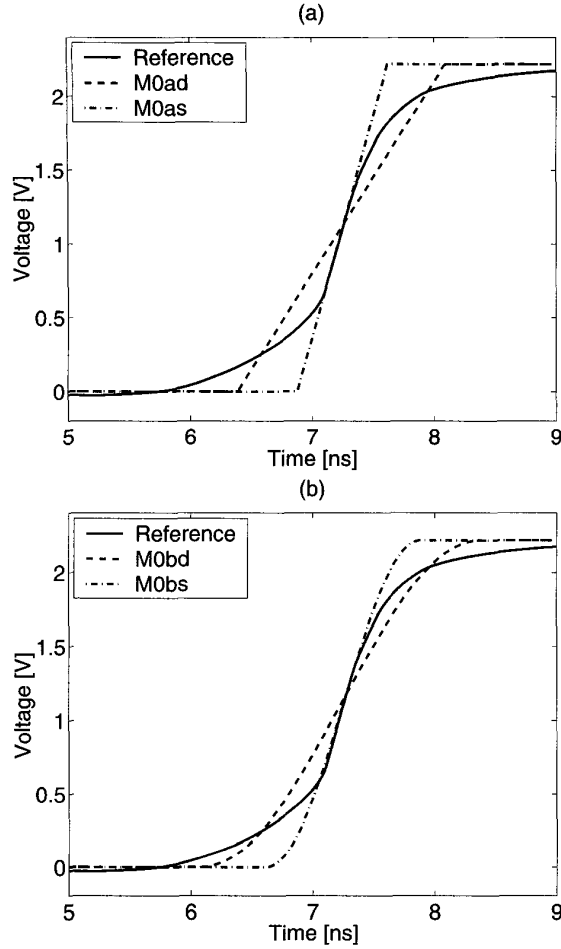 (a)
Reference
M0ad
M0as
2
1.5
1
0.5
0
Voltage [V]
5 6 7 8 9
Time [ns]
(b)
Reference
M0bd
M0bs
2
1.5
1
0.5
0
Voltage [V]
5 6 7 8 9
Time [ns]